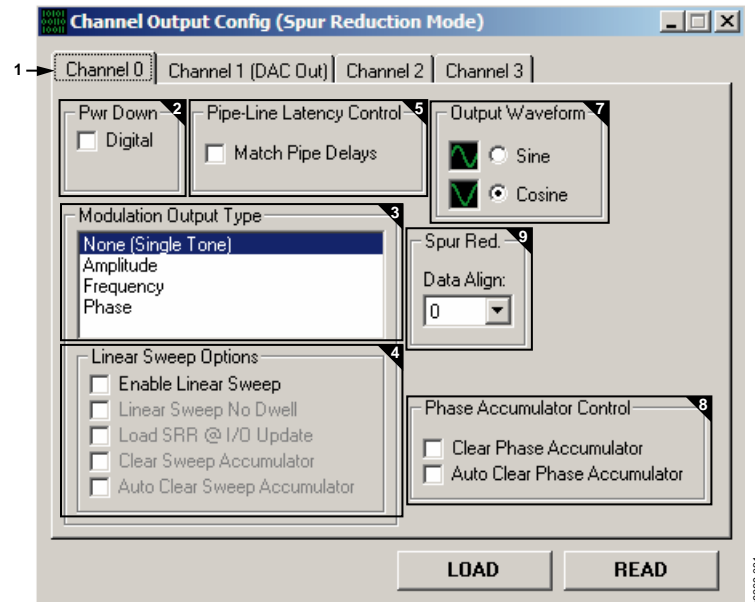 10101
00110
10011
Channel Output Config (Spur Reduction Mode)
1
Channel 0
Channel 1 (DAC Out)
Channel 2
Channel 3
Pwr Down
2
Digital
Pipe-Line Latency Control
5
Match Pipe Delays
Output Waveform
7
Sine
Cosine
Modulation Output Type
3
None (Single Tone)
Amplitude
Frequency
Phase
Spur Red.
9
Data Align:
0
Linear Sweep Options
4
Enable Linear Sweep
Linear Sweep No Dwell
Load SRR @ I/O Update
Clear Sweep Accumulator
Auto Clear Sweep Accumulator
Phase Accumulator Control
8
Clear Phase Accumulator
Auto Clear Phase Accumulator
LOAD
READ